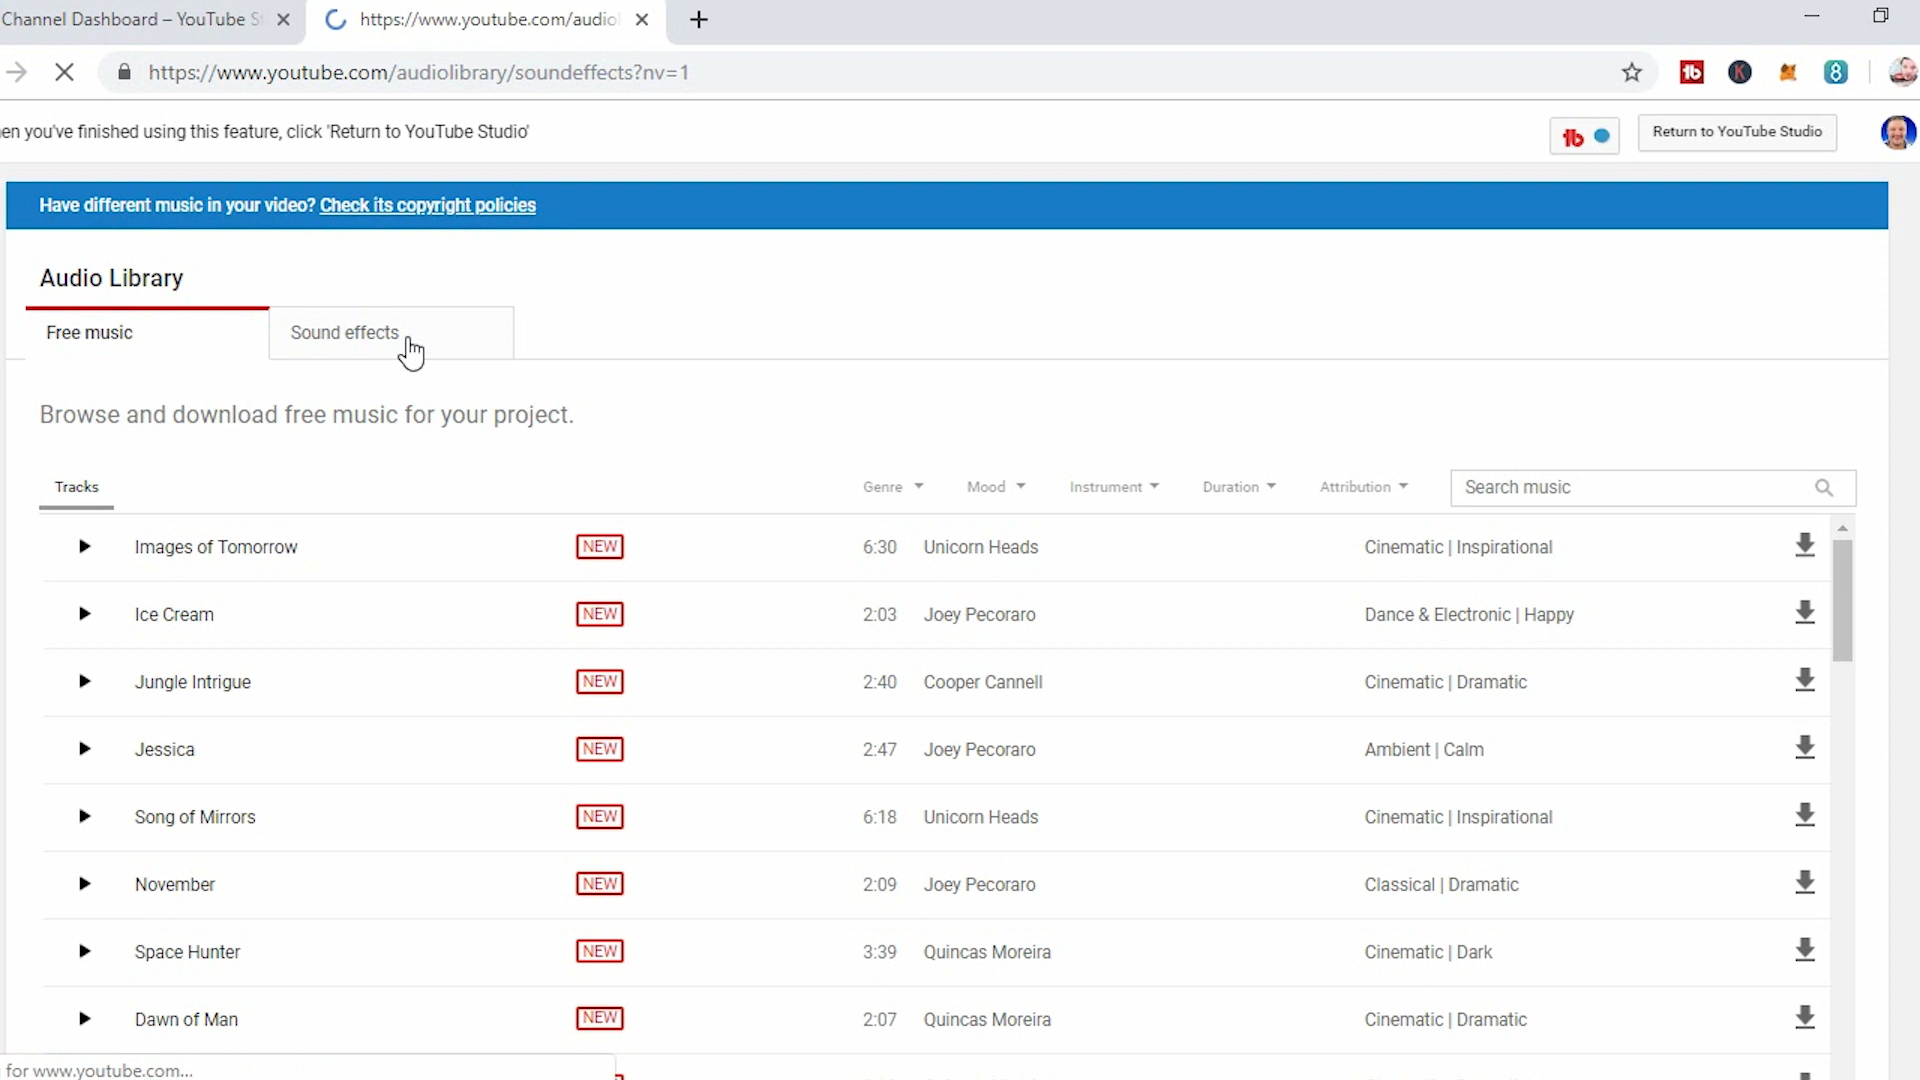 Channel Dashboard – YouTube S
https://www.youtube.com/audio
https://www.youtube.com/audiolibrary/soundeffects?nv=1
en you've finished using this feature, click 'Return to YouTube Studio'
Return to YouTube Studio
Have different music in your video? Check its copyright policies
Audio Library
Free music
Sound effects
Browse and download free music for your project.
Tracks Genre Mood Instrument Duration Attribution Search music
Images of Tomorrow NEW 6:30 Unicorn Heads Cinematic | Inspirational
Ice Cream NEW 2:03 Joey Pecoraro Dance & Electronic | Happy
Jungle Intrigue NEW 2:40 Cooper Cannell Cinematic | Dramatic
Jessica NEW 2:47 Joey Pecoraro Ambient | Calm
Song of Mirrors NEW 6:18 Unicorn Heads Cinematic | Inspirational
November NEW 2:09 Joey Pecoraro Classical | Dramatic
Space Hunter NEW 3:39 Quincas Moreira Cinematic | Dark
Dawn of Man NEW 2:07 Quincas Moreira Cinematic | Dramatic
for www.youtube.com...